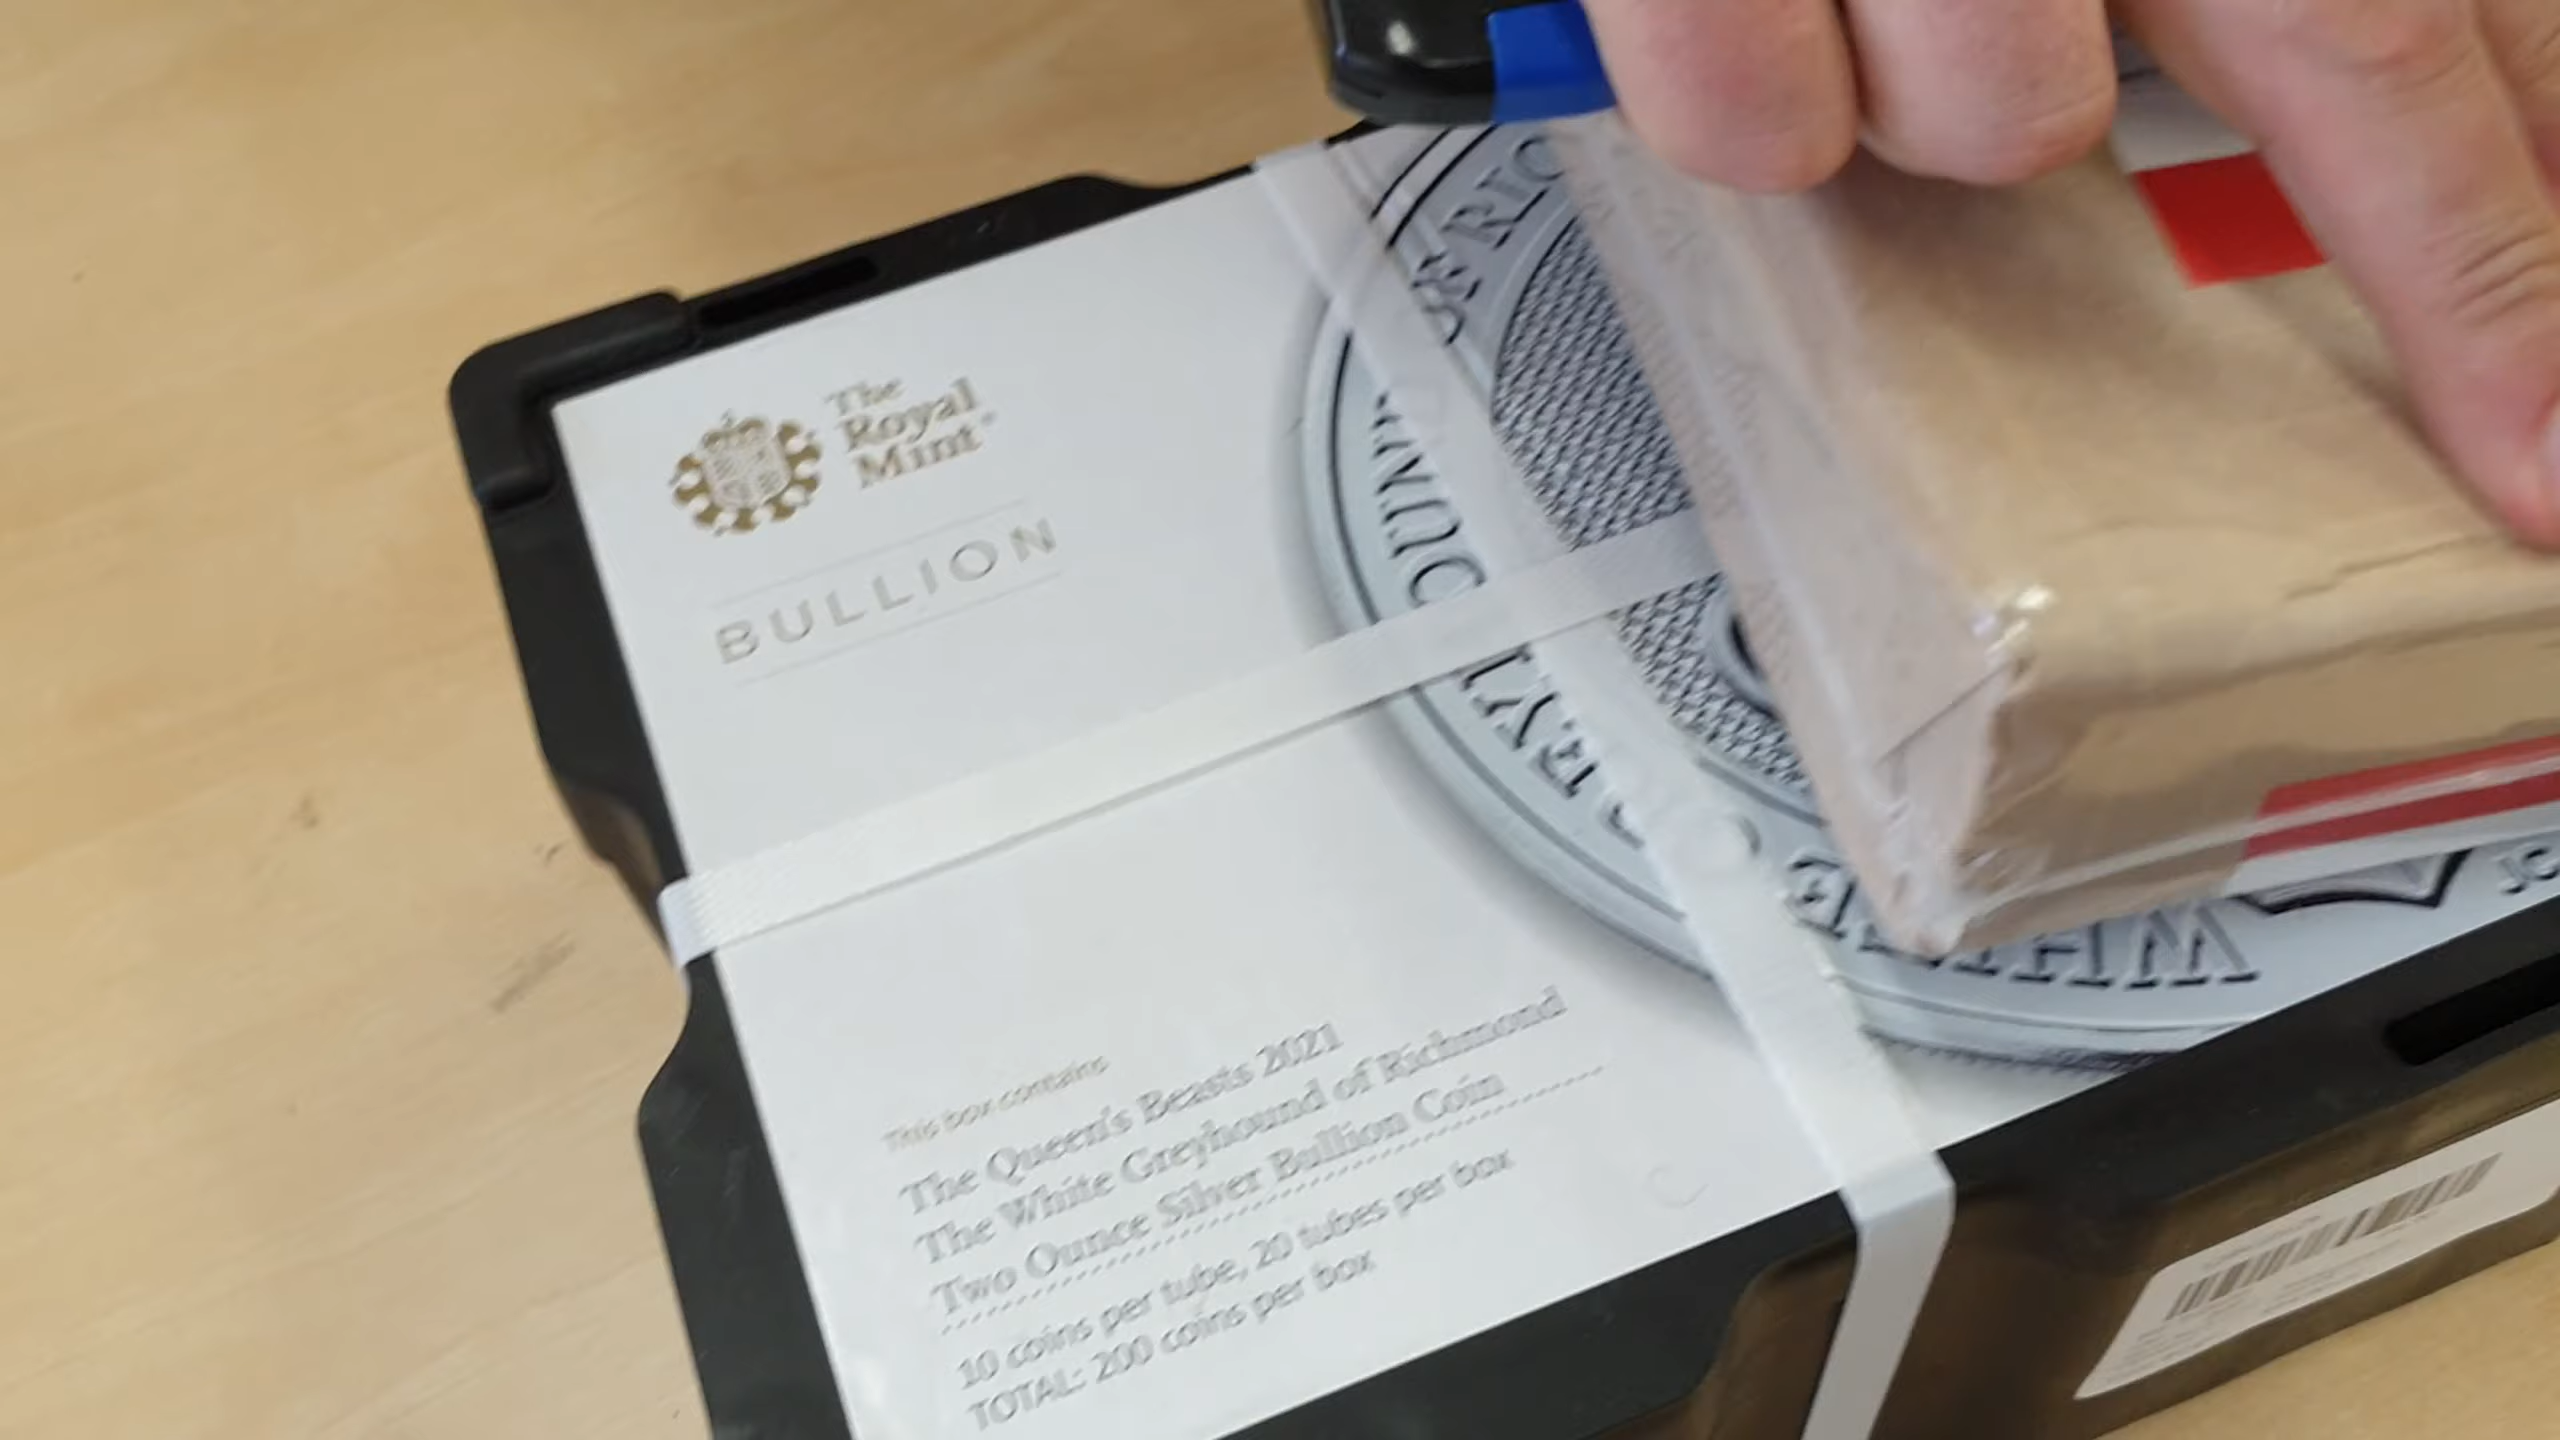 The
Royal
Mint
BULLION
This box contains
The Queen's Beasts 2021
The White Greyhound of Richmond
Two Ounce Silver Bullion Coin
10 coins per tube, 20 tubes per box
TOTAL: 200 coins per box